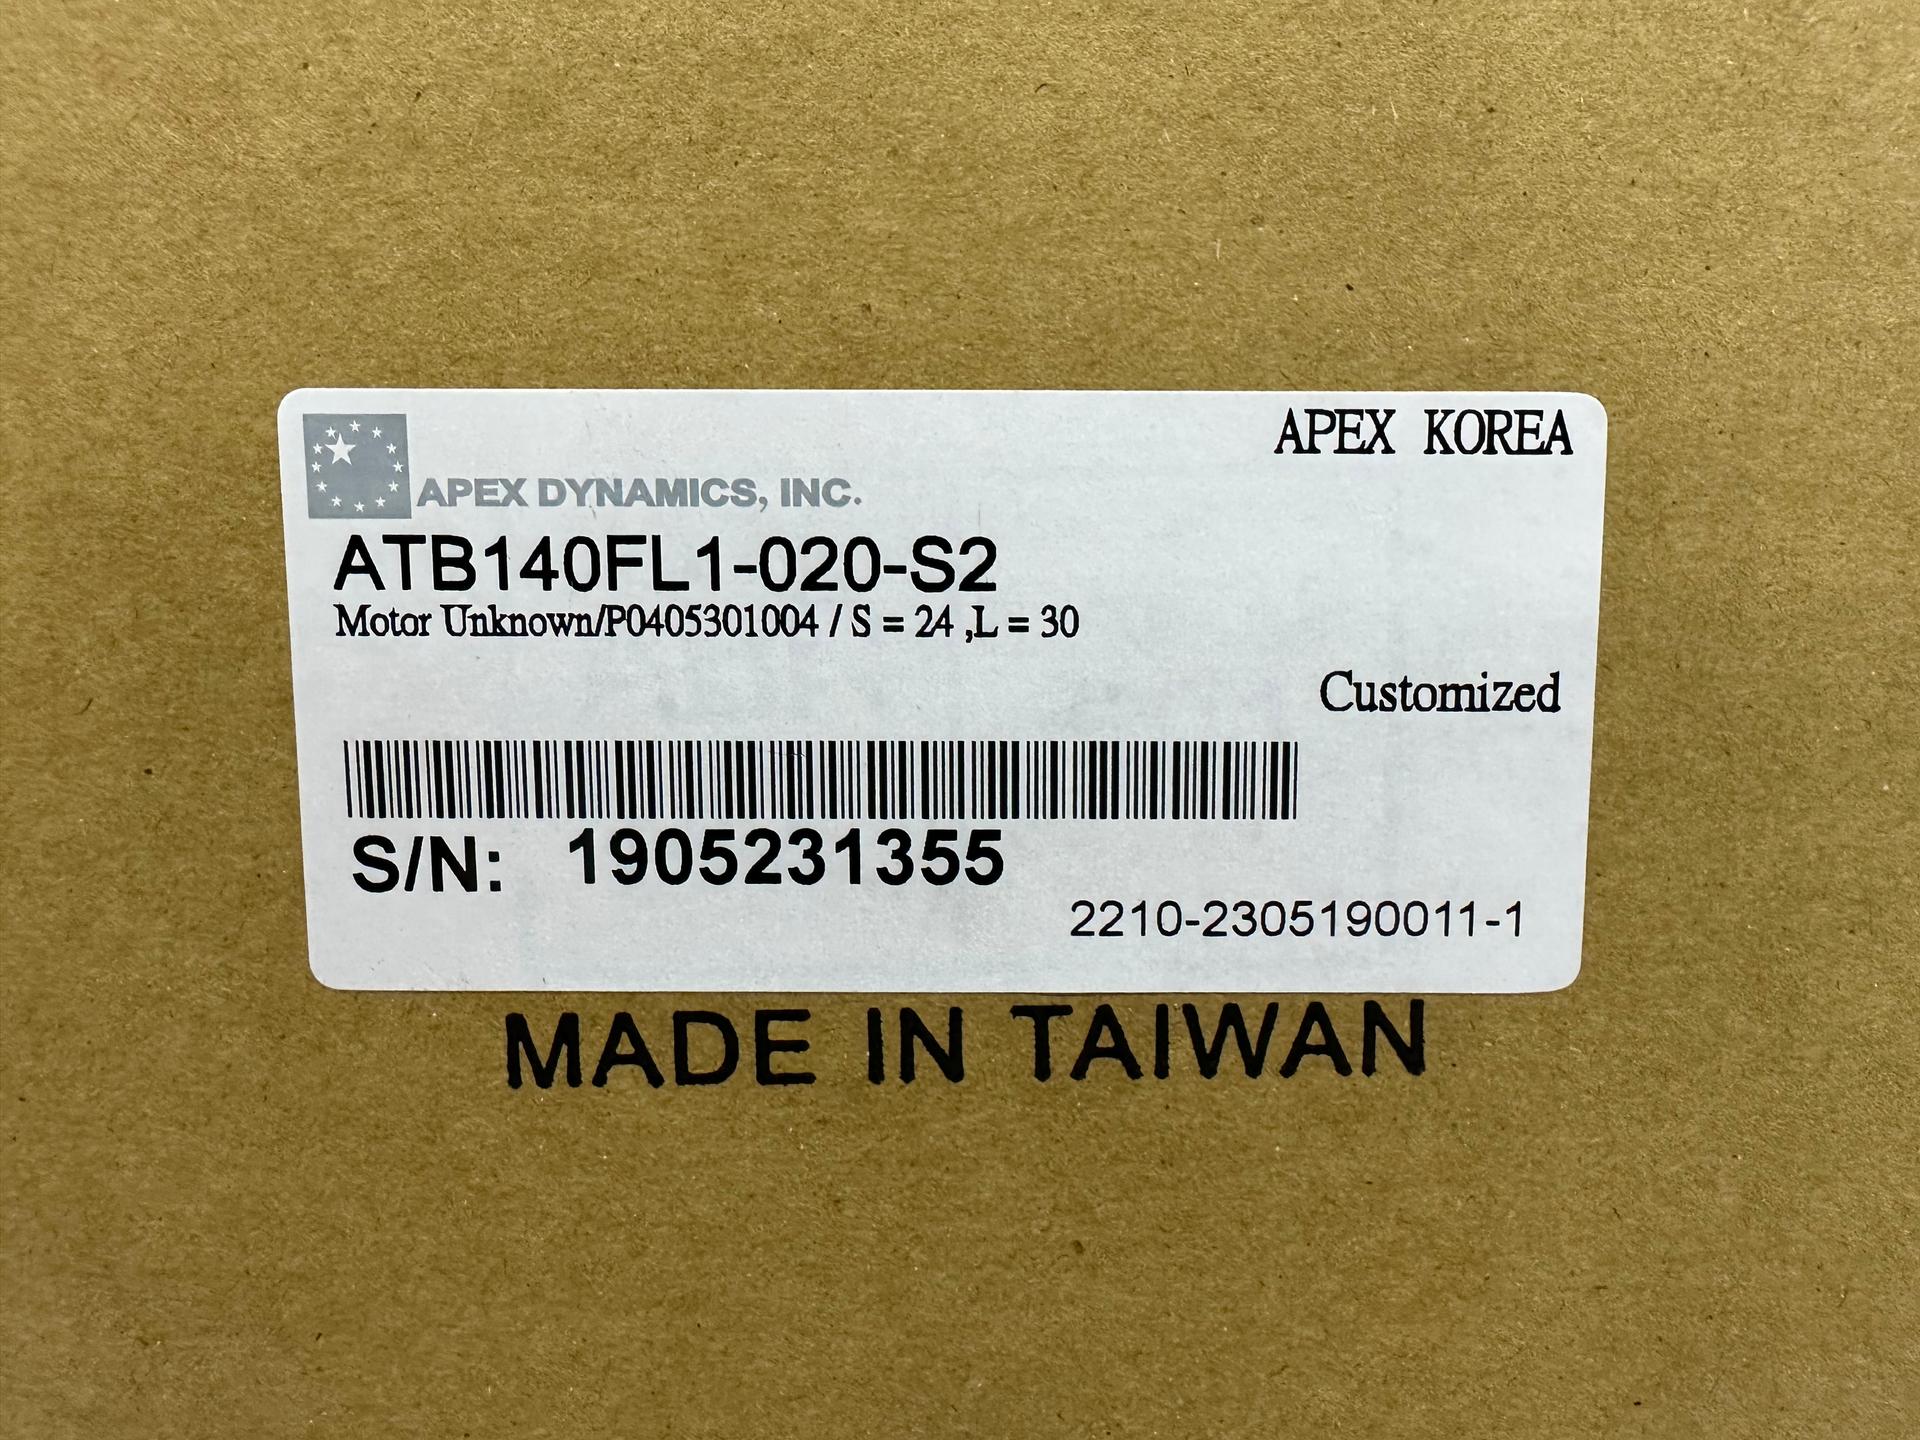 APEX KOREA
APEX DYNAMICS, INC.
ATB140FL1-020-S2
Motor Unknown/P0405301004 / S = 24 ,L = 30
Customized
S/N: 1905231355
2210-2305190011-1
MADE IN TAIWAN